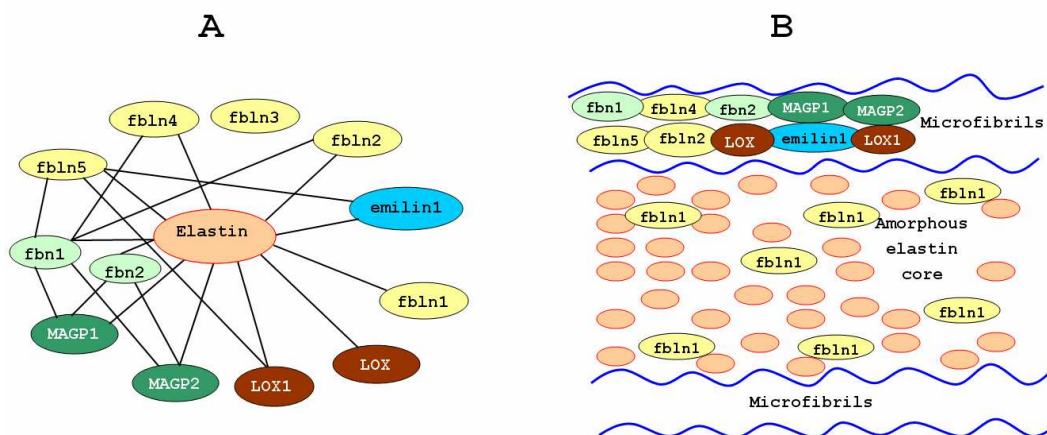 A
fbln4
fbln3
fbln2
fbln5
emilin1
Elastin
fbn1
fbn2
fbln1
MAGP1
LOX
MAGP2
LOX1
B
fbn1
fbln4
fbn2
MAGP1
MAGP2
Microfibrils
fbln5
fbln2
LOX
emilin1
LOX1
fbln1
fbln1
fbln1
Amorphous
elastin
core
fbln1
fbln1
fbln1
fbln1
Microfibrils